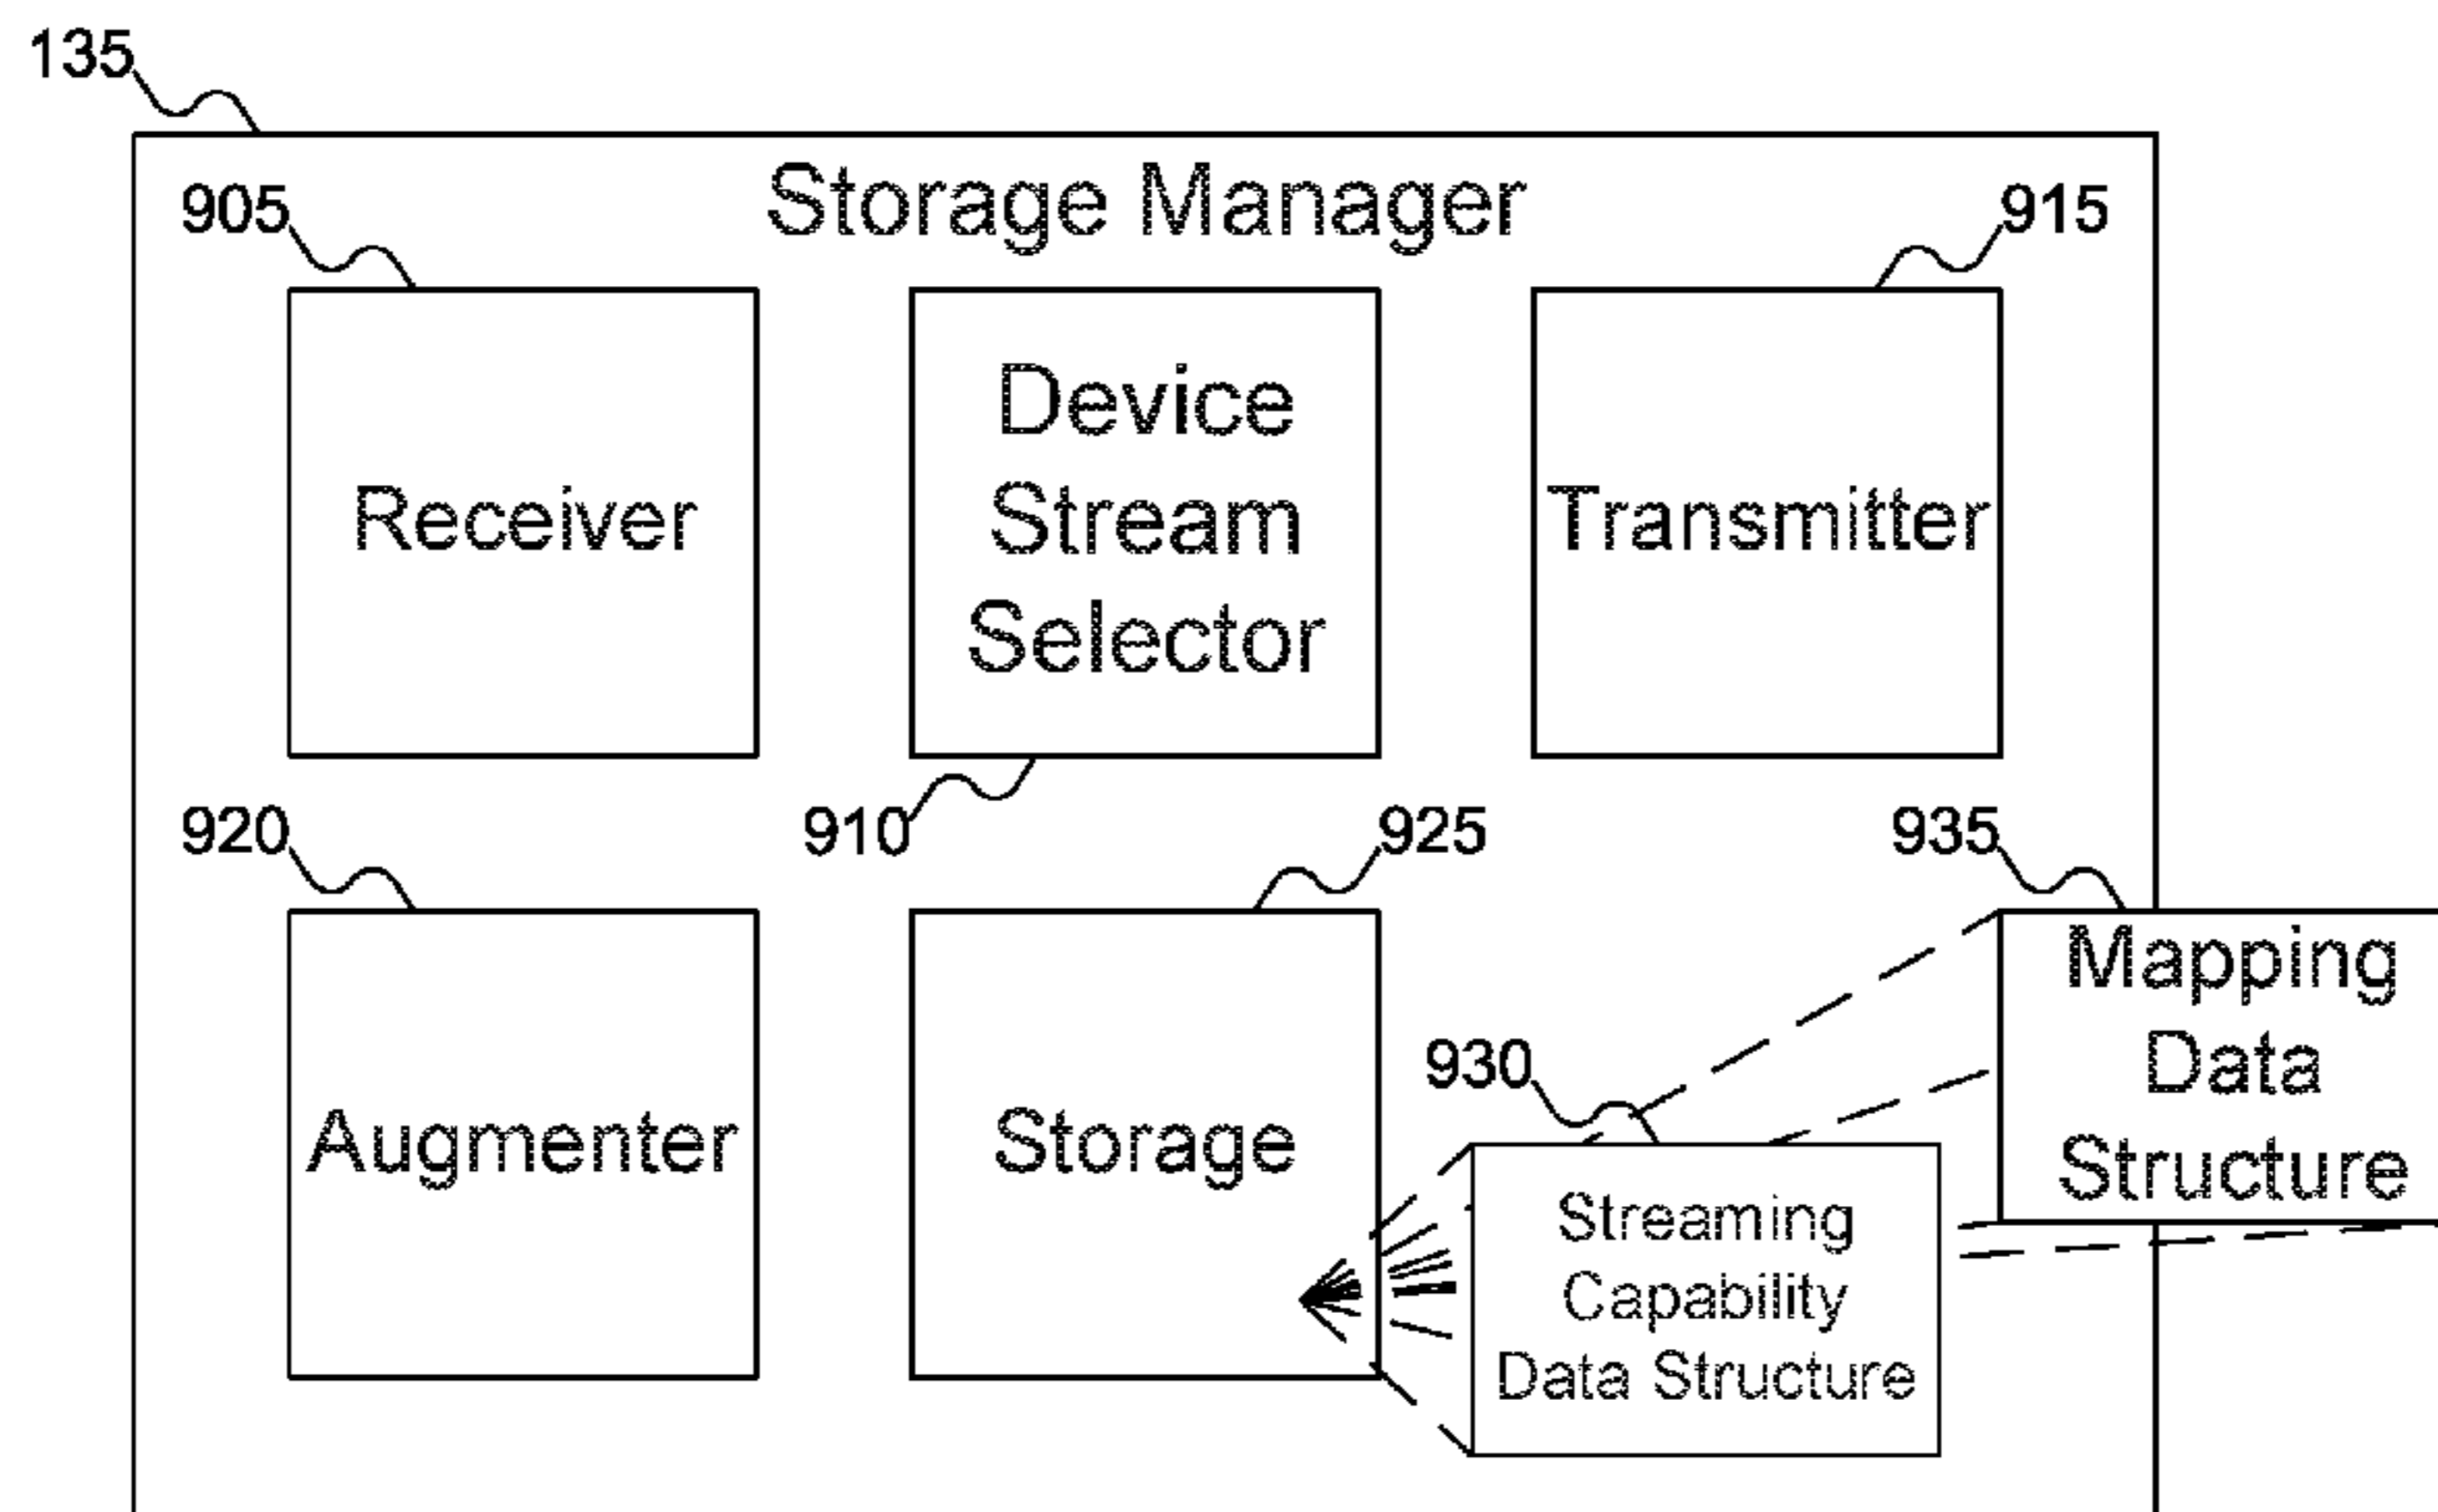 135
Storage Manager
905
915
Receiver
Device
Stream
Selector
Transmitter
920
910
925
935
Augmenter
Storage
930
Streaming
Capability
Data Structure
Mapping
Data
Structure